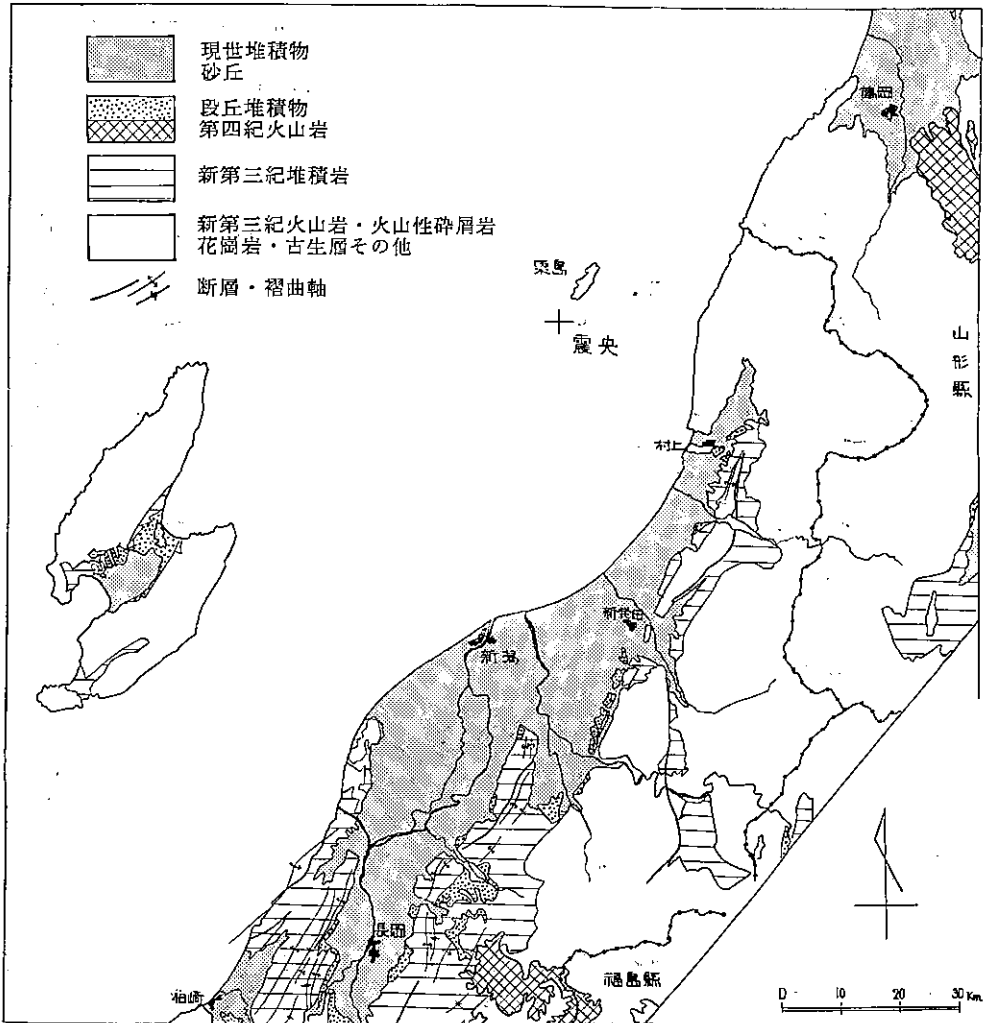 現世堆積物
砂丘
段丘堆積物
第四紀火山岩
新第三紀堆積岩
新第三紀火山岩・火山性砕屑岩
花崗岩・古生層その他
断層・褶曲軸
鶴岡
粟島
震央
山形縣
村上
新発田
新潟
長岡
福島縣
柏崎
0 10 20 30 Km